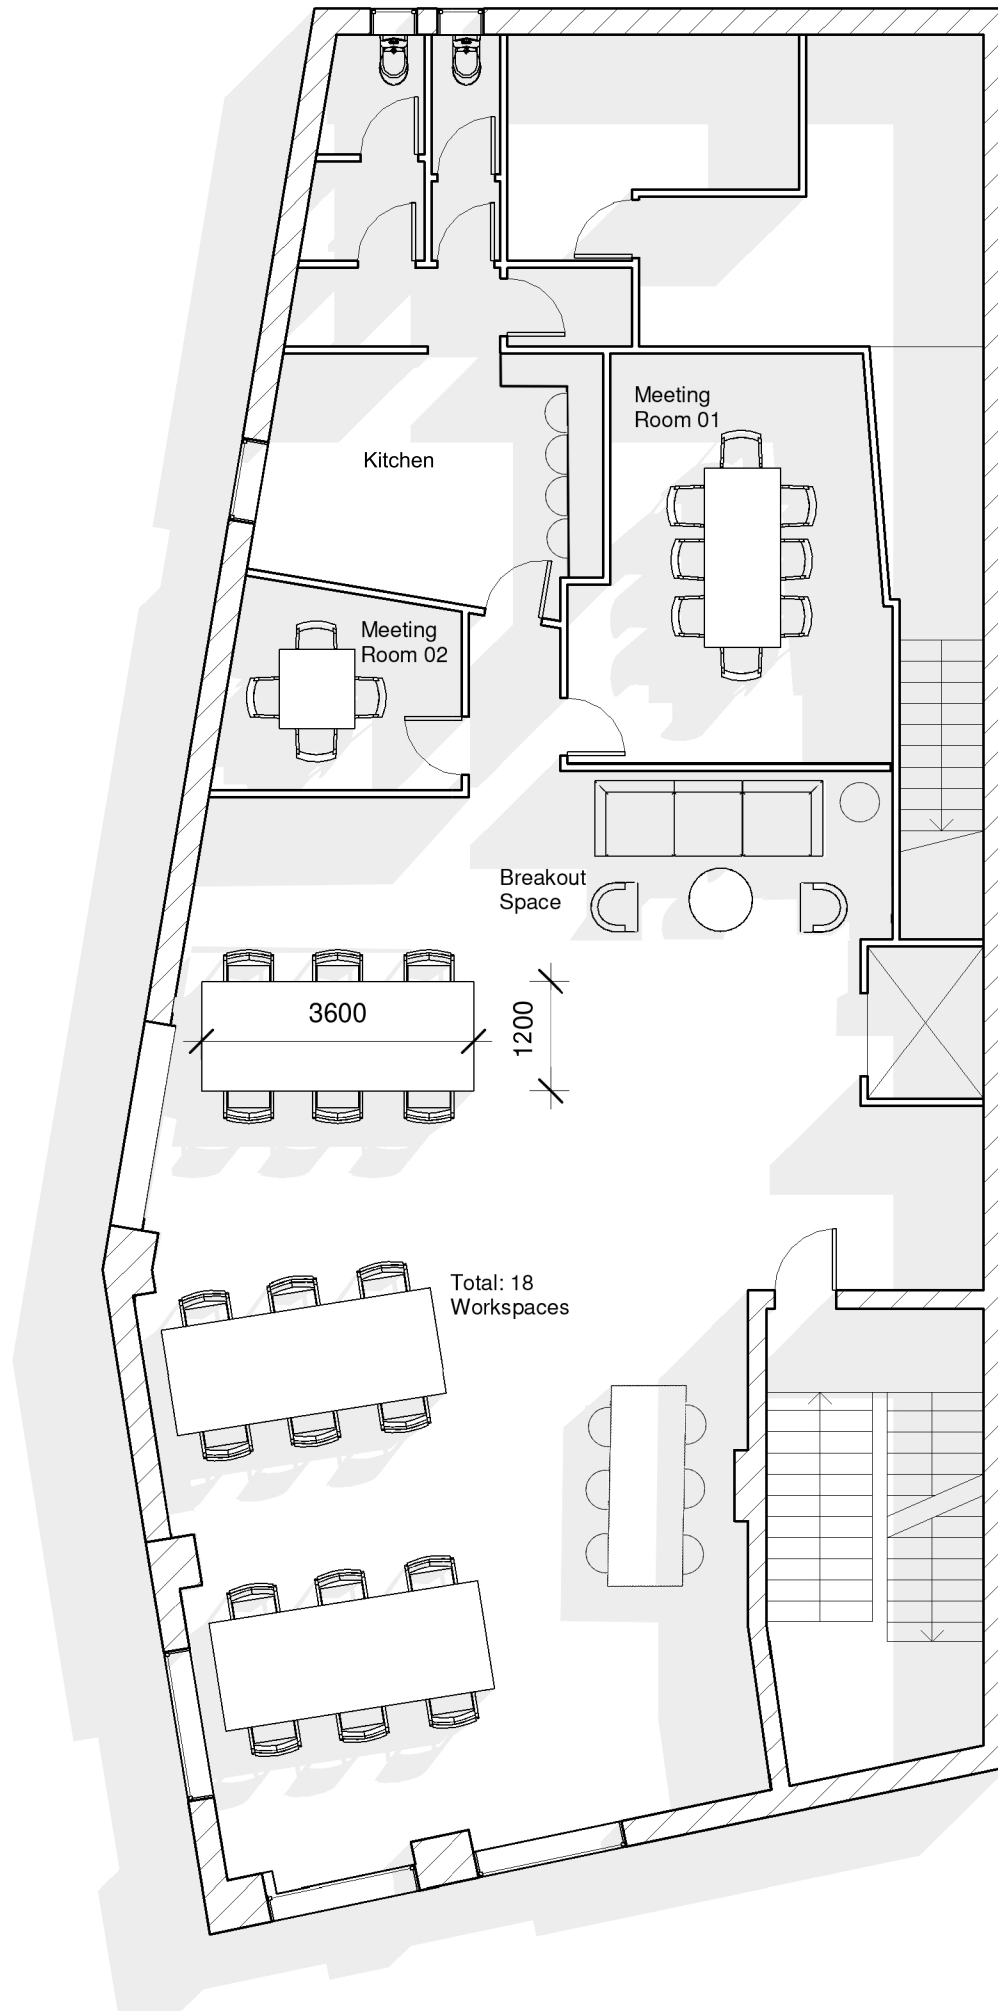 Meeting
Room 01
Kitchen
Meeting
Room 02
Breakout
Space
3600
1200
Total: 18
Workspaces